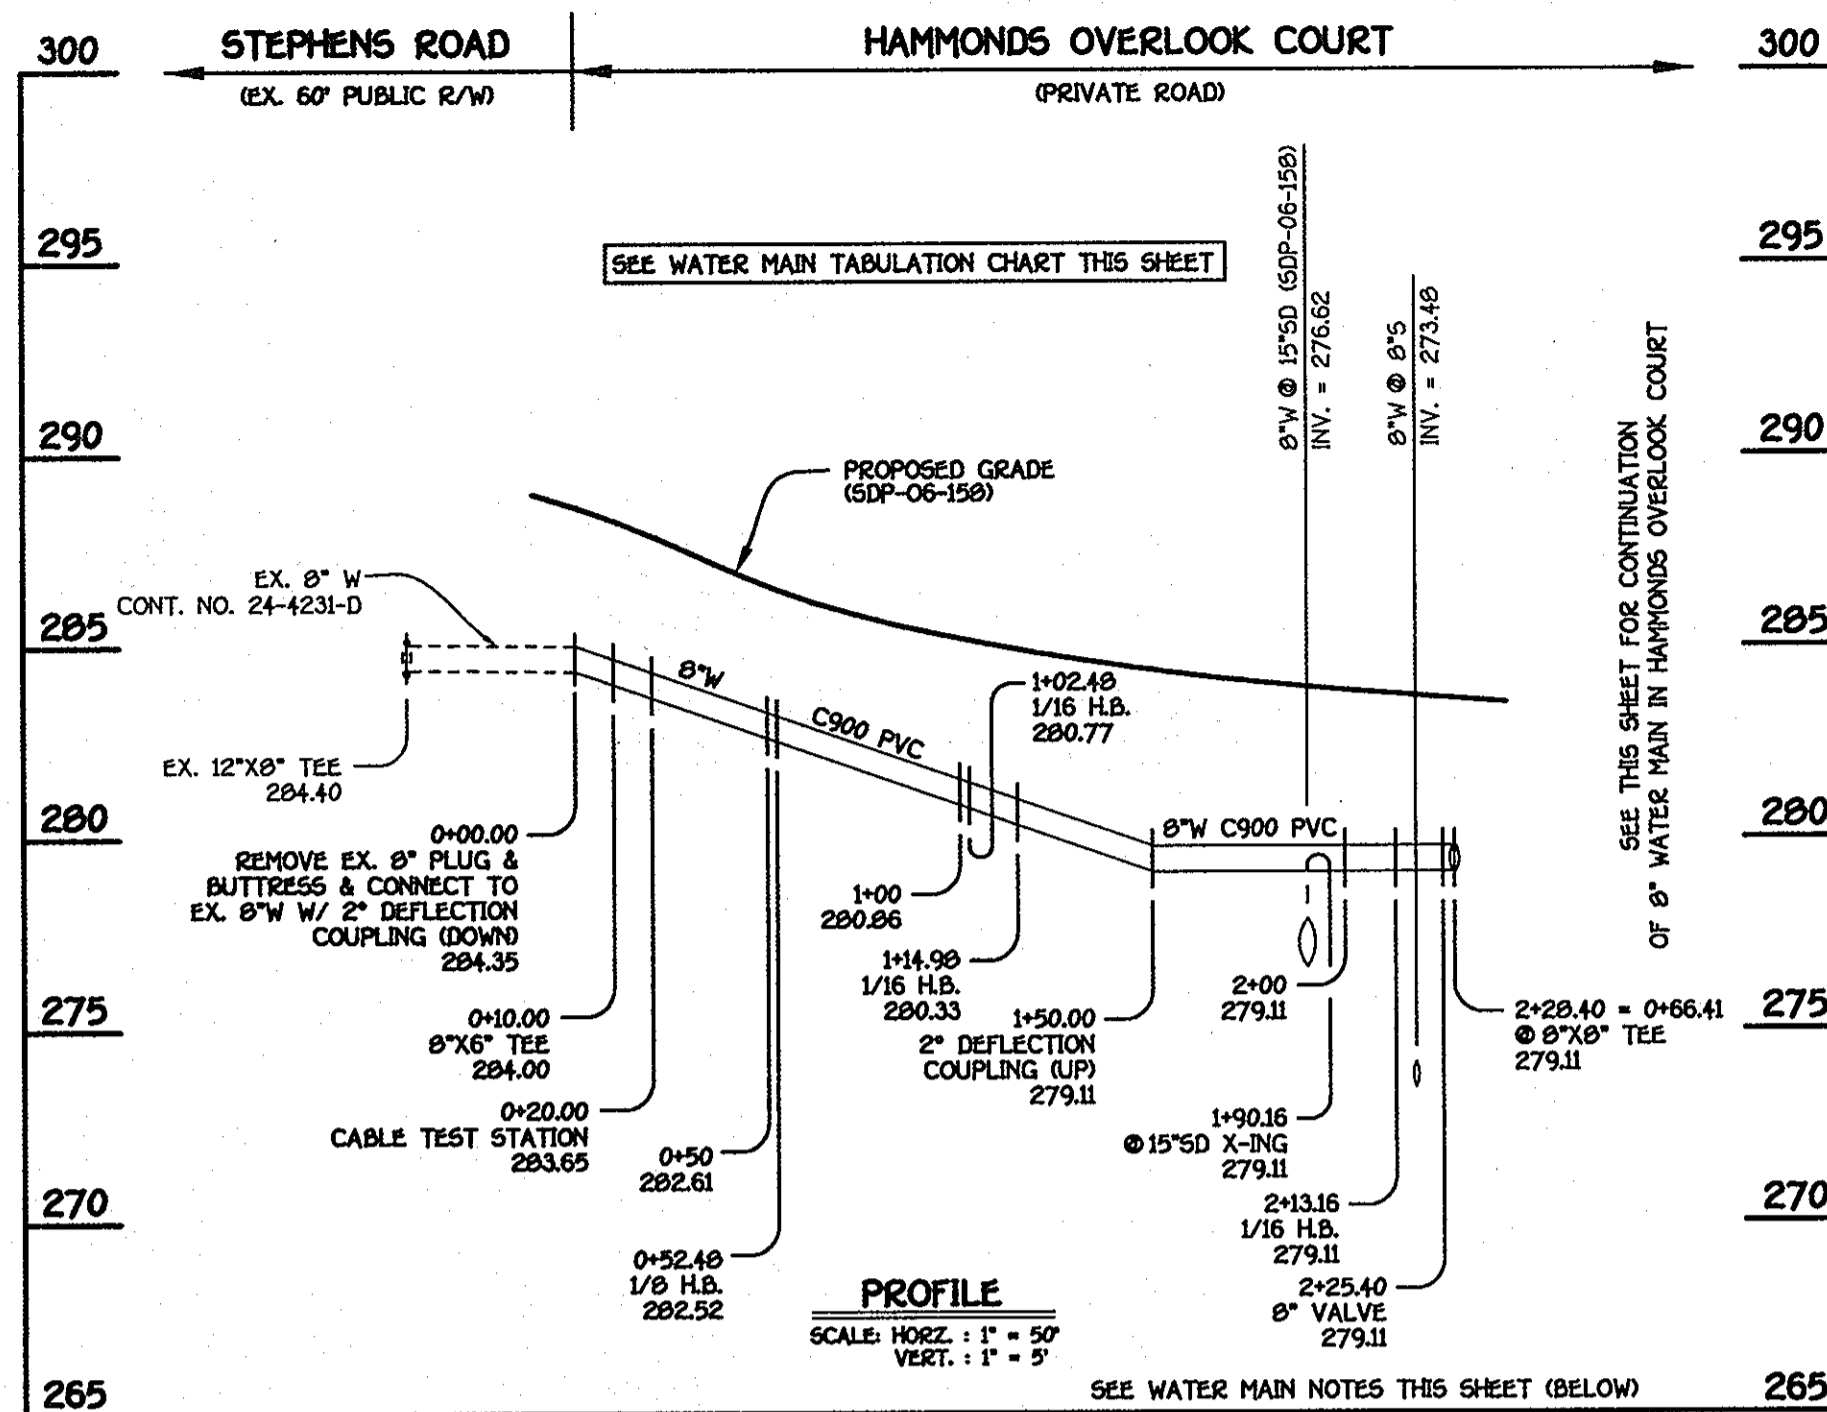 STEPHENS ROAD
(EX. 60' PUBLIC R/W)
HAMMONDS OVERLOOK COURT
(PRIVATE ROAD)
300
295
290
285
280
275
270
265
300
295
290
285
280
275
270
265
SEE WATER MAIN TABULATION CHART THIS SHEET
8"W @ 15"SD (SDP-06-158)
INV. = 276.62
8"W @ 8"S
INV. = 273.48
SEE THIS SHEET FOR CONTINUATION
OF 8" WATER MAIN IN HAMMONDS OVERLOOK COURT
PROPOSED GRADE
(SDP-06-158)
EX. 8" W
CONT. NO. 24-4231-D
EX. 12"X8" TEE
284.40
8"W
C900 PVC
8"W C900 PVC
0+00.00
REMOVE EX. 8" PLUG &
BUTTRESS & CONNECT TO
EX. 8"W W/ 2° DEFLECTION
COUPLING (DOWN)
284.35
0+10.00
8"X6" TEE
284.00
0+20.00
CABLE TEST STATION
283.65
0+50
282.61
0+52.48
1/8 H.B.
282.52
1+00
280.86
1+02.48
1/16 H.B.
280.77
1+14.98
1/16 H.B.
280.33
1+50.00
2° DEFLECTION
COUPLING (UP)
279.11
1+90.16
@ 15"SD X-ING
279.11
2+00
279.11
2+13.16
1/16 H.B.
279.11
2+25.40
8" VALVE
279.11
2+28.40 = 0+66.41
@ 8"X8" TEE
279.11
PROFILE
SCALE: HORZ. : 1" = 50'
VERT. : 1" = 5'
SEE WATER MAIN NOTES THIS SHEET (BELOW)